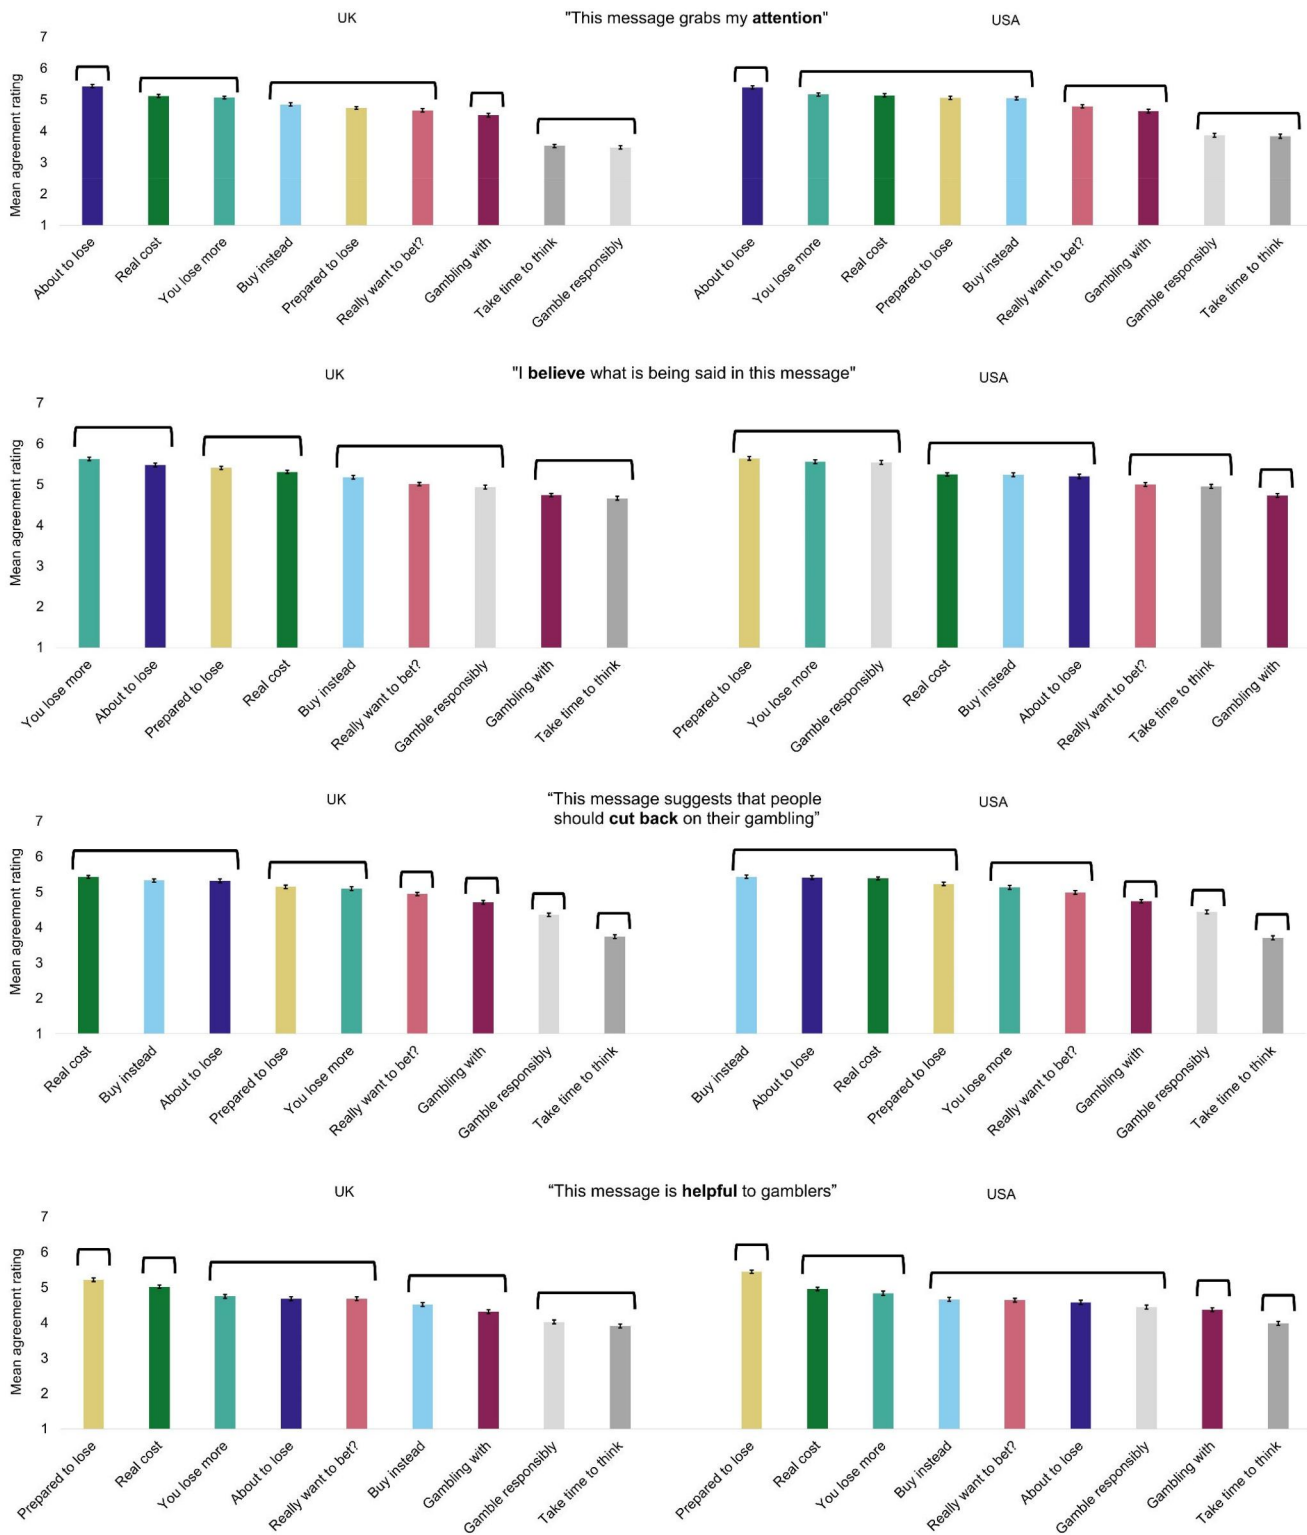 UK
"This message grabs my attention"
USA
Mean agreement rating
7
6
5
4
3
2
1
About to lose
Real cost
You lose more
Buy instead
Prepared to lose
Really want to bet?
Gambling with
Take time to think
Gamble responsibly
About to lose
You lose more
Real cost
Prepared to lose
Buy instead
Really want to bet?
Gambling with
Gamble responsibly
Take time to think
UK
"I believe what is being said in this message"
USA
Mean agreement rating
7
6
5
4
3
2
1
You lose more
About to lose
Prepared to lose
Real cost
Buy instead
Really want to bet?
Gamble responsibly
Gambling with
Take time to think
Prepared to lose
You lose more
Gamble responsibly
Real cost
Buy instead
About to lose
Really want to bet?
Take time to think
Gambling with
UK
“This message suggests that people
should cut back on their gambling”
USA
Mean agreement rating
7
6
5
4
3
2
1
Real cost
Buy instead
About to lose
Prepared to lose
You lose more
Really want to bet?
Gambling with
Gamble responsibly
Take time to think
Buy instead
About to lose
Real cost
Prepared to lose
You lose more
Really want to bet?
Gambling with
Gamble responsibly
Take time to think
UK
“This message is helpful to gamblers”
USA
Mean agreement rating
7
6
5
4
3
2
1
Prepared to lose
Real cost
You lose more
About to lose
Really want to bet?
Buy instead
Gambling with
Gamble responsibly
Take time to think
Prepared to lose
Real cost
You lose more
Buy instead
Really want to bet?
About to lose
Gamble responsibly
Gambling with
Take time to think